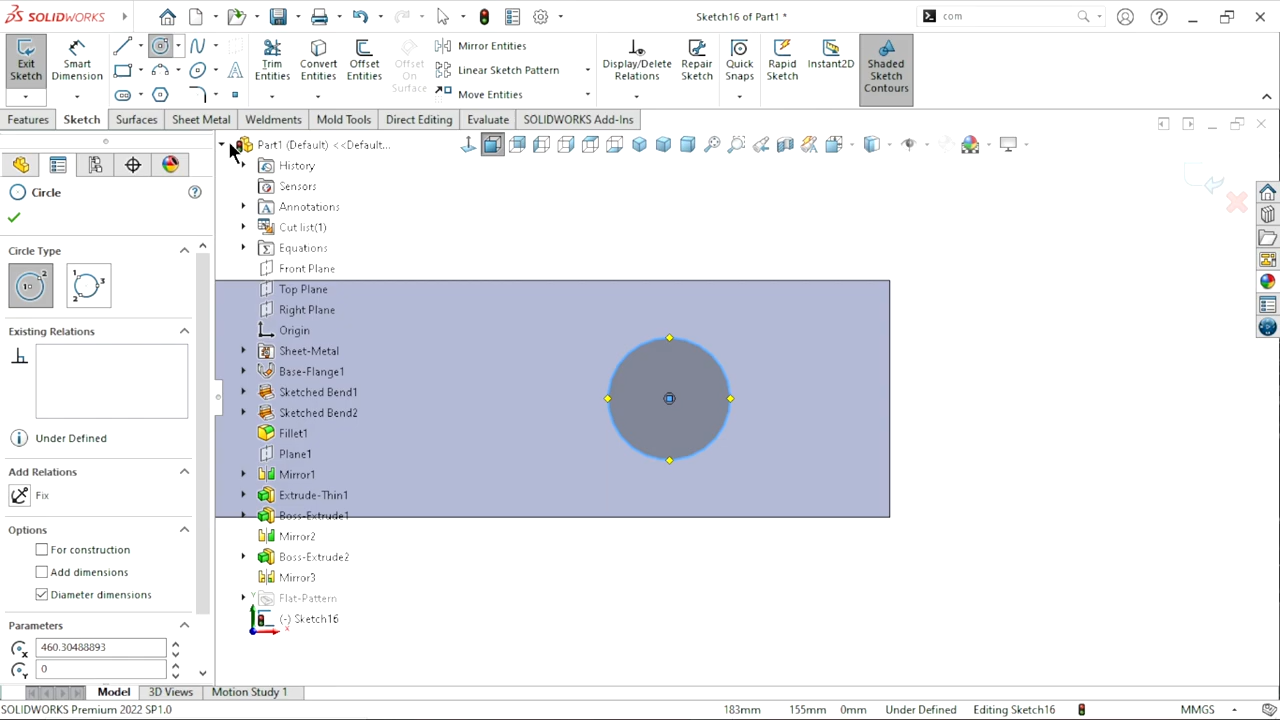 SOLIDWORKS
Sketch16 of Part1 *
com
Exit Sketch
Smart Dimension
Trim Entities
Convert Entities
Offset Entities
Offset On Surface
Mirror Entities
Linear Sketch Pattern
Move Entities
Display/Delete Relations
Repair Sketch
Quick Snaps
Rapid Sketch
Instant2D
Shaded Sketch Contours
Features
Sketch
Surfaces
Sheet Metal
Weldments
Mold Tools
Direct Editing
Evaluate
SOLIDWORKS Add-Ins
Part1 (Default) <<Default...
History
Sensors
Annotations
Cut list(1)
Equations
Front Plane
Top Plane
Right Plane
Origin
Sheet-Metal
Base-Flange1
Sketched Bend1
Sketched Bend2
Fillet1
Plane1
Mirror1
Extrude-Thin1
Boss-Extrude1
Mirror2
Boss-Extrude2
Mirror3
Flat-Pattern
(-) Sketch16
Circle
Circle Type
Existing Relations
Under Defined
Add Relations
Fix
Options
For construction
Add dimensions
Diameter dimensions
Parameters
460.30488893
0
Y
X
Model
3D Views
Motion Study 1
SOLIDWORKS Premium 2022 SP1.0
183mm
155mm
0mm
Under Defined
Editing Sketch16
MMGS